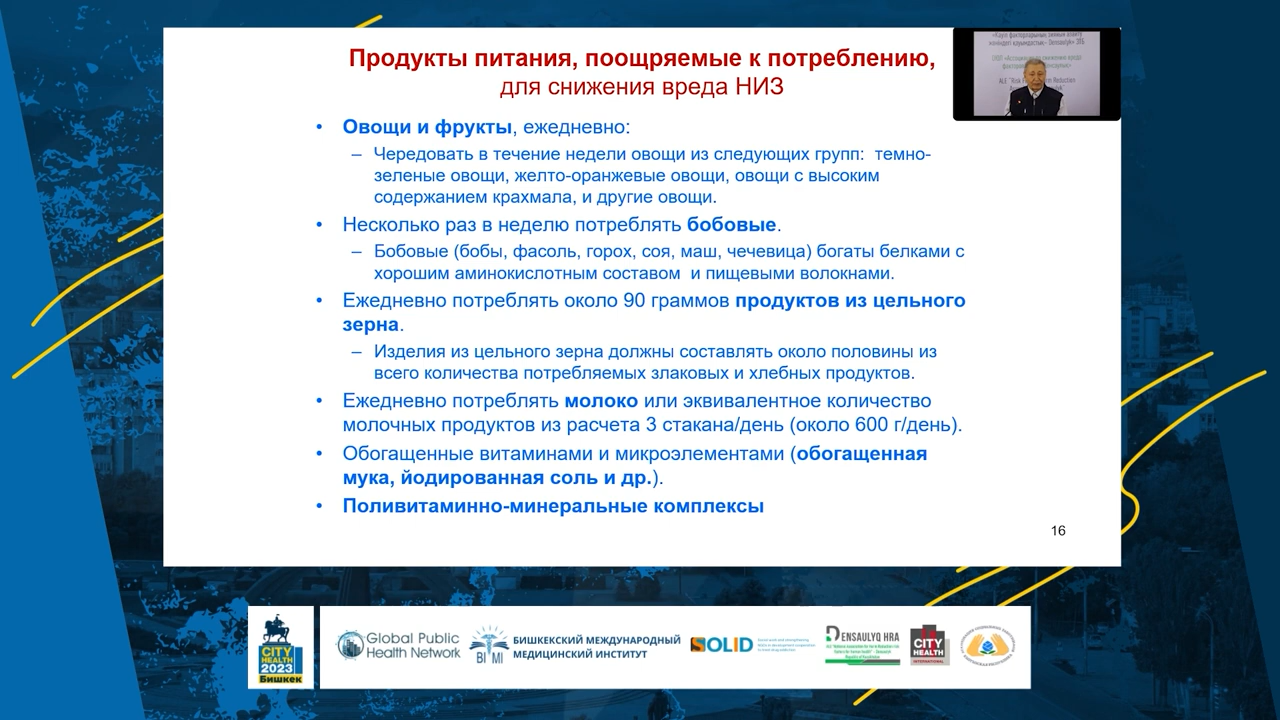 Продукты питания, поощряемые к потреблению,
для снижения вреда НИЗ
• Овощи и фрукты, ежедневно:
– Чередовать в течение недели овощи из следующих групп: темно-
зеленые овощи, желто-оранжевые овощи, овощи с высоким
содержанием крахмала, и другие овощи.
• Несколько раз в неделю потреблять бобовые.
– Бобовые (бобы, фасоль, горох, соя, маш, чечевица) богаты белками с
хорошим аминокислотным составом и пищевыми волокнами.
• Ежедневно потреблять около 90 граммов продуктов из цельного
зерна.
– Изделия из цельного зерна должны составлять около половины из
всего количества потребляемых злаковых и хлебных продуктов.
• Ежедневно потреблять молоко или эквивалентное количество
молочных продуктов из расчета 3 стакана/день (около 600 г/день).
• Обогащенные витаминами и микроэлементами (обогащенная
мука, йодированная соль и др.).
• Поливитаминно-минеральные комплексы
16
CITY
HEALTH
2023
Бишкек
Global Public
Health Network
BIMI
БИШКЕКСКИЙ МЕЖДУНАРОДНЫЙ
МЕДИЦИНСКИЙ ИНСТИТУТ
SOLID
DENSAULYQ HRA
CITY
HEALTH
INTERNATIONAL